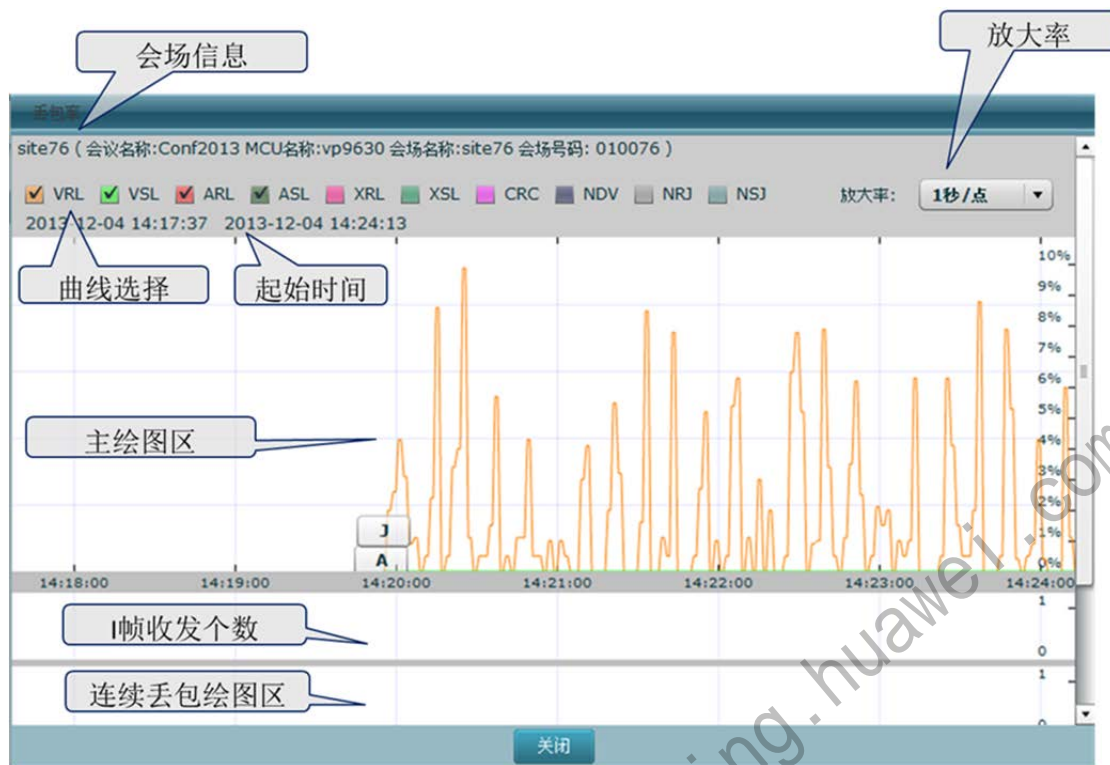 会场信息
放大率
丢包率
site76 ( 会议名称:Conf2013 MCU名称:vp9630 会场名称:site76 会场号码: 010076 )
VRL VSL ARL ASL XRL XSL CRC NDV NRJ NSJ 放大率: 1秒/点
2013-12-04 14:17:37 2013-12-04 14:24:13
曲线选择
起始时间
10%
9%
8%
7%
6%
5%
主绘图区
4%
3%
2%
J
1%
A
0%
14:18:00 14:19:00 14:20:00 14:21:00 14:22:00 14:23:00 14:24:00
1
I帧收发个数
0
1
连续丢包绘图区
0
关闭
ing.huawei.com